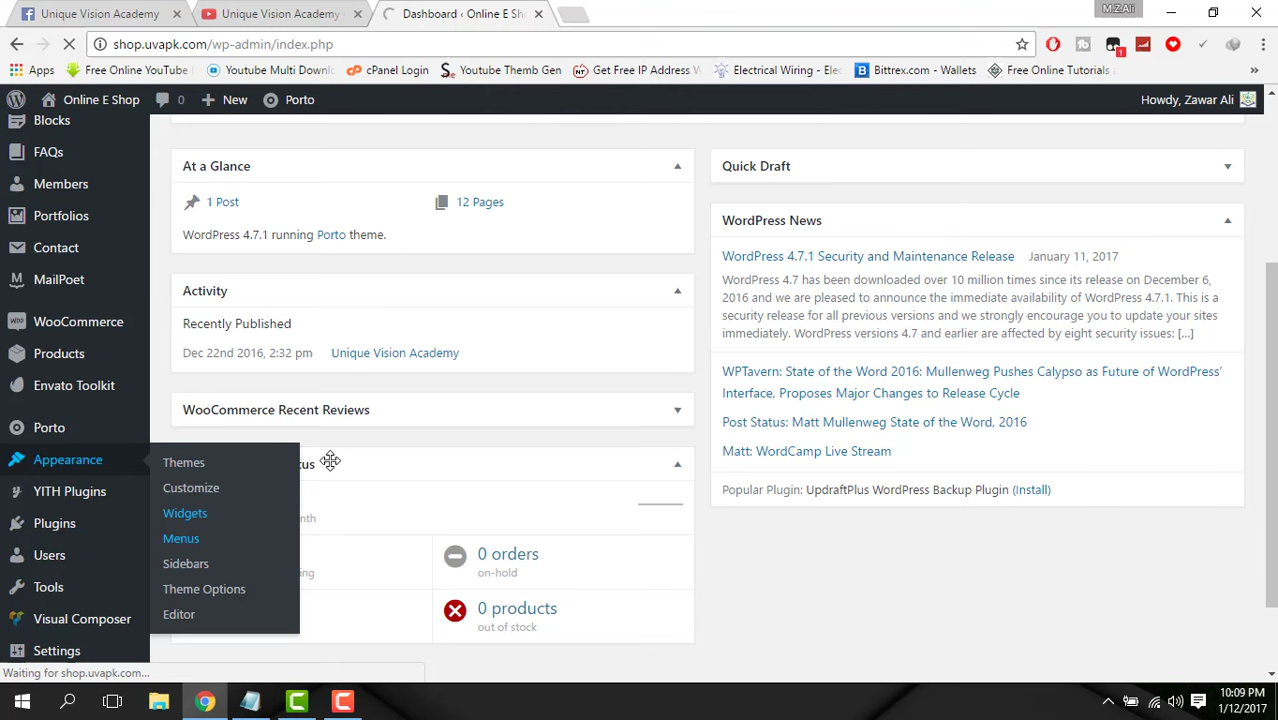 Unique Vision Academy
Unique Vision Academy
Dashboard ‹ Online E Sh
M.Z.Ali
shop.uvapk.com/wp-admin/index.php
1
Apps
Free Online YouTube
Youtube Multi Downl
cPanel Login
Youtube Themb Gen
Get Free IP Address
Electrical Wiring - Ele
Bittrex.com - Wallets
Free Online Tutorials
»
Online E Shop
0
New
Porto
Howdy, Zawar Ali
Blocks
FAQs
Members
Portfolios
Contact
MailPoet
WooCommerce
Products
Envato Toolkit
Porto
Appearance
YITH Plugins
Plugins
Users
Tools
Visual Composer
Settings
Themes
Customize
Widgets
Menus
Sidebars
Theme Options
Editor
At a Glance
1 Post
12 Pages
WordPress 4.7.1 running Porto theme.
Activity
Recently Published
Dec 22nd 2016, 2:32 pm
Unique Vision Academy
WooCommerce Recent Reviews
tus
nth
ing
0 orders
on-hold
0 products
out of stock
Quick Draft
WordPress News
WordPress 4.7.1 Security and Maintenance Release January 11, 2017
WordPress 4.7 has been downloaded over 10 million times since its release on December 6,
2016 and we are pleased to announce the immediate availability of WordPress 4.7.1. This is a
security release for all previous versions and we strongly encourage you to update your sites
immediately. WordPress versions 4.7 and earlier are affected by eight security issues: [...]
WPTavern: State of the Word 2016: Mullenweg Pushes Calypso as Future of WordPress'
Interface, Proposes Major Changes to Release Cycle
Post Status: Matt Mullenweg State of the Word, 2016
Matt: WordCamp Live Stream
Popular Plugin: UpdraftPlus WordPress Backup Plugin (Install)
Waiting for shop.uvapk.com...
10:09 PM
1/12/2017